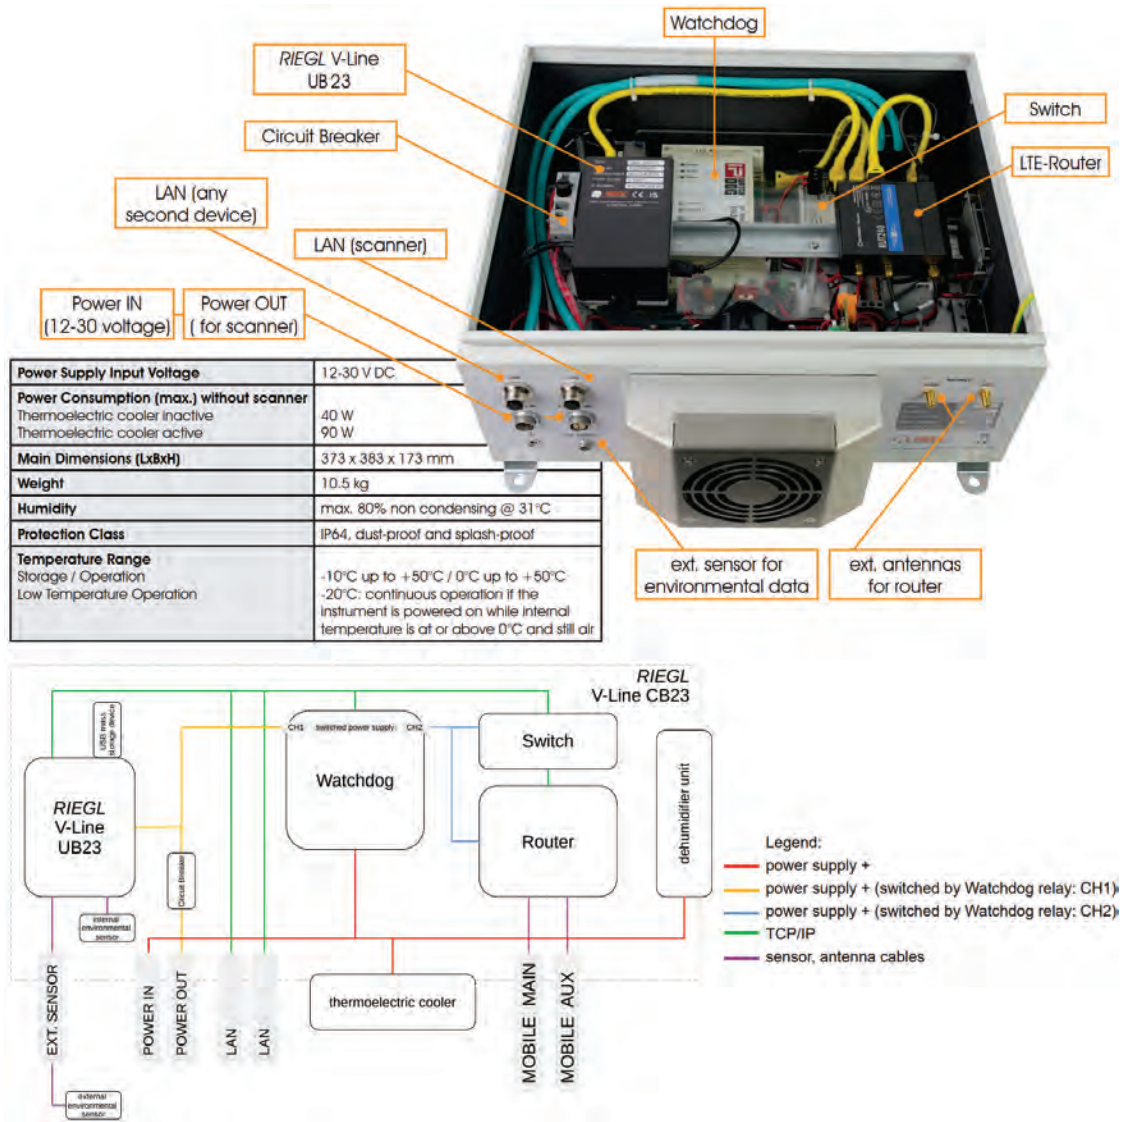 Watchdog
RIEGL V-Line
UB23
Switch
Circuit Breaker
LTE-Router
LAN (any
second device)
LAN (scanner)
Power IN
(12-30 voltage)
Power OUT
( for scanner)
RUT240
Power Supply Input Voltage 12-30 V DC
Power Consumption (max.) without scanner
Thermoelectric cooler inactive 40 W
Thermoelectric cooler active 90 W
Main Dimensions (LxBxH) 373 x 383 x 173 mm
Weight 10.5 kg
Humidity max. 80% non condensing @ 31°C
Protection Class IP64, dust-proof and splash-proof
Temperature Range
Storage / Operation -10°C up to +50°C / 0°C up to +50°C
Low Temperature Operation -20°C: continuous operation if the
instrument is powered on while internal
temperature is at or above 0°C and still air
ext. sensor for
environmental data
ext. antennas
for router
RIEGL
V-Line CB23
USB mass
storage device
CH1 switched power supply CH2
Watchdog
Switch
RIEGL
V-Line
UB23
Router
dehumidifier unit
Circuit Breaker
internal
environmental
sensor
Legend:
power supply +
power supply + (switched by Watchdog relay: CH1)
power supply + (switched by Watchdog relay: CH2)
TCP/IP
sensor, antenna cables
EXT. SENSOR
POWER IN
POWER OUT
LAN
LAN
thermoelectric cooler
MOBILE MAIN
MOBILE AUX
external
environmental
sensor